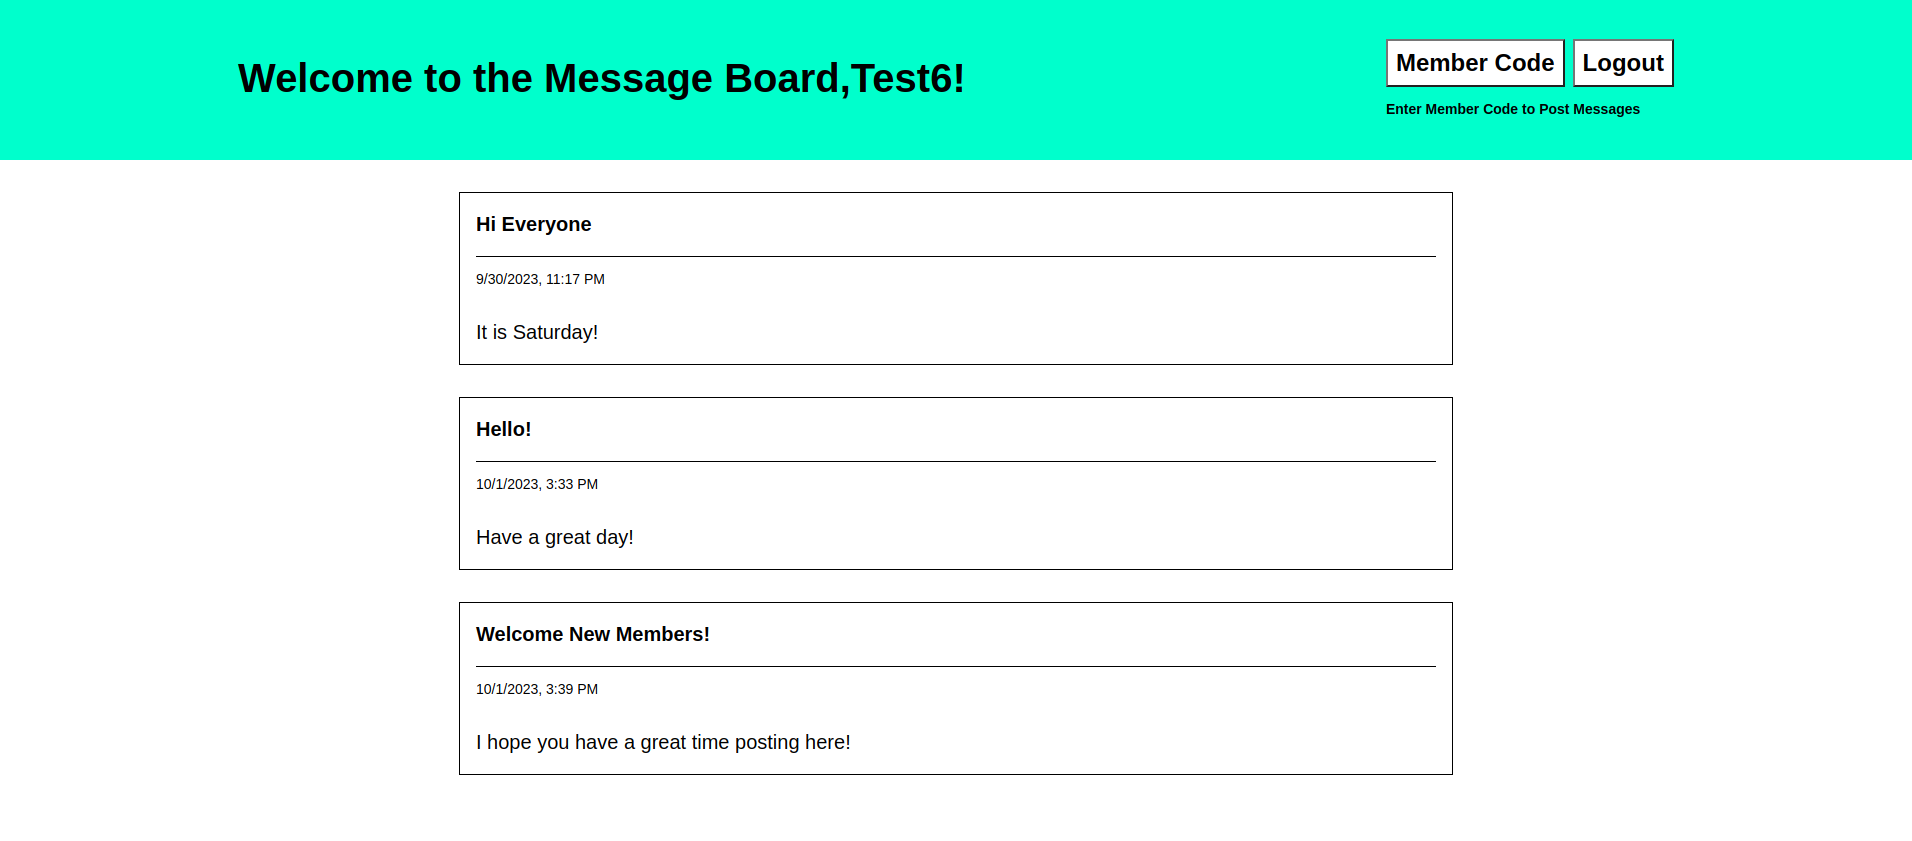 Welcome to the Message Board,Test6!
Member Code
Logout
Enter Member Code to Post Messages
Hi Everyone
9/30/2023, 11:17 PM
It is Saturday!
Hello!
10/1/2023, 3:33 PM
Have a great day!
Welcome New Members!
10/1/2023, 3:39 PM
I hope you have a great time posting here!